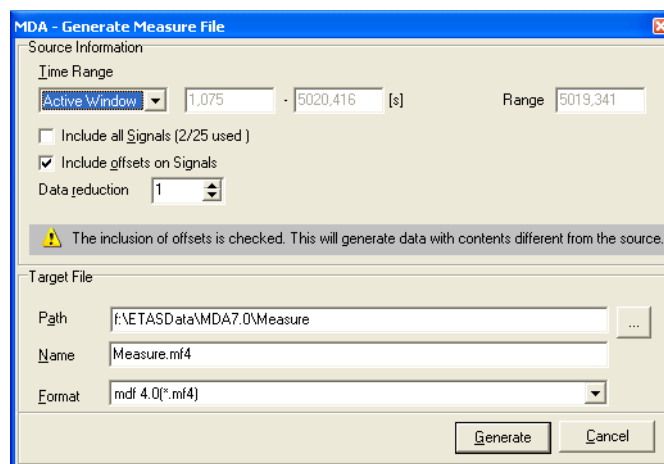 MDA - Generate Measure File
Source Information
Time Range
Active Window 1,075 - 5020,416 [s] Range 5019,341
Include all Signals (2/25 used )
Include offsets on Signals
Data reduction 1
The inclusion of offsets is checked. This will generate data with contents different from the source.
Target File
Path f:\ETASData\MDA7.0\Measure ...
Name Measure.mf4
Format mdf 4.0(*.mf4)
Generate Cancel